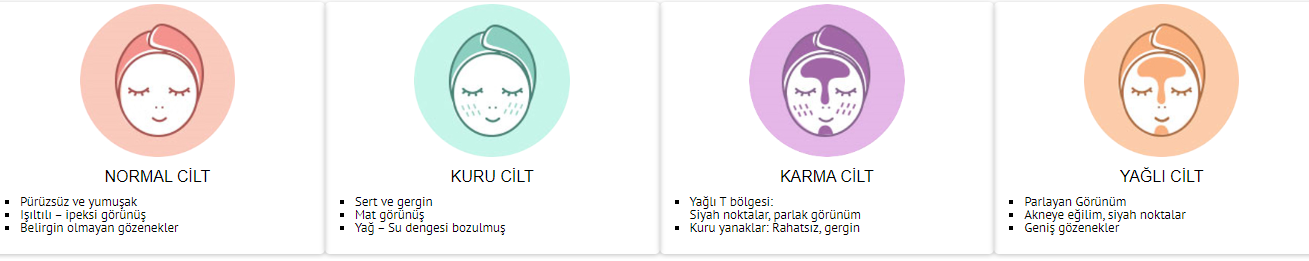 NORMAL CİLT
Pürüzsüz ve yumuşak
Işıltılı – ipeksi görünüş
Belirgin olmayan gözenekler
KURU CİLT
Sert ve gergin
Mat görünüş
Yağ – Su dengesi bozulmuş
KARMA CİLT
Yağlı T bölgesi:
Siyah noktalar, parlak görünüm
Kuru yanaklar: Rahatsız, gergin
YAĞLI CİLT
Parlayan Görünüm
Akneye eğilim, siyah noktalar
Geniş gözenekler